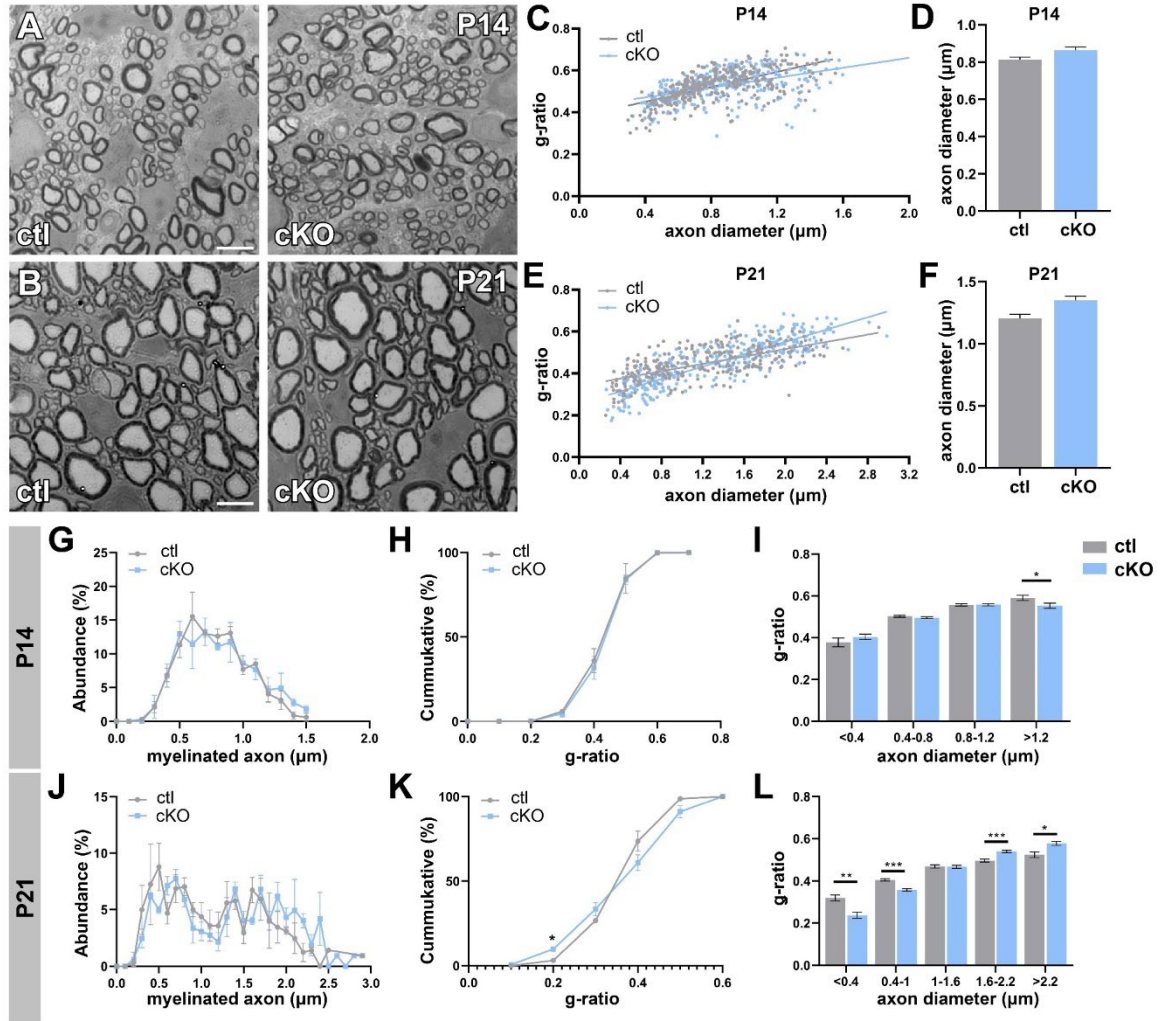 A
P14
ctl
cKO
B
P21
ctl
cKO
C
P14
ctl
cKO
g-ratio
0.8
0.6
0.4
0.2
0.0
0.0 0.4 0.8 1.2 1.6 2.0
axon diameter (μm)
D
P14
axon diameter (μm)
1.0
0.8
0.6
0.4
0.2
0.0
ctl cKO
E
P21
ctl
cKO
g-ratio
0.8
0.6
0.4
0.2
0.0
0.4 0.8 1.2 1.6 2.0 2.4 2.8 3.2
axon diameter (μm)
F
P21
axon diameter (μm)
1.5
1.0
0.5
0.0
ctl cKO
P14
G
ctl
cKO
Abundance (%)
25
20
15
10
5
0
0.0 0.5 1.0 1.5 2.0
myelinated axon (μm)
H
ctl
cKO
Cummukative (%)
100
50
0
0.0 0.2 0.4 0.6 0.8
g-ratio
I
ctl
cKO
g-ratio
0.8
0.6
0.4
0.2
0.0
*
<0.4 0.4-0.8 0.8-1.2 >1.2
axon diameter (μm)
P21
J
ctl
cKO
Abundance (%)
15
10
5
0
0.0 0.5 1.0 1.5 2.0 2.5 3.0
myelinated axon (μm)
K
ctl
cKO
Cummukative (%)
100
50
0
*
0.0 0.2 0.4 0.6
g-ratio
L
g-ratio
0.8
0.6
0.4
0.2
0.0
** *** *** *
<0.4 0.4-1 1-1.6 1.6-2.2 >2.2
axon diameter (μm)